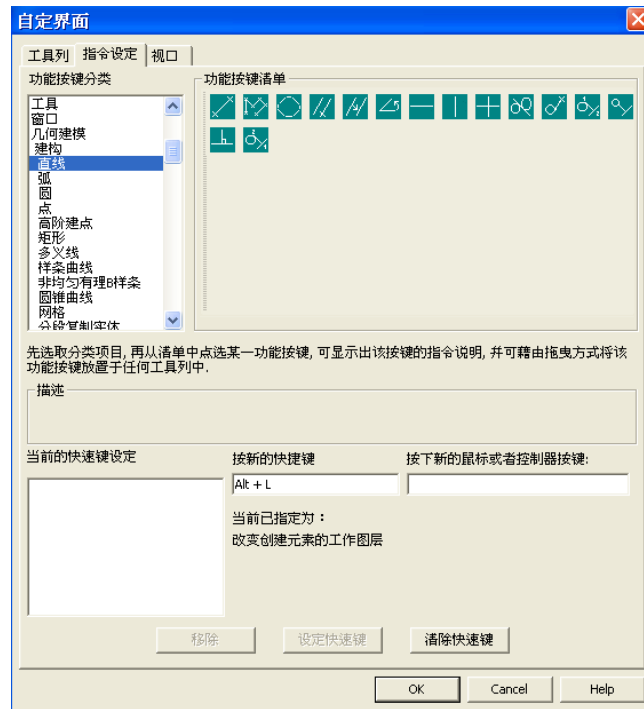 自定界面
工具列 指令设定 视口
功能按键分类
功能按键清单
工具
窗口
几何建模
建构
直线
弧
圆
点
高阶建点
矩形
多义线
样条曲线
非均匀有理B样条
圆锥曲线
网格
分段复制实体
先选取分类项目, 再从清单中点选某一功能按键, 可显示出该按键的指令说明, 并可藉由拖曳方式将该
功能按键放置于任何工具列中.
描述
当前的快速键设定
按新的快捷键
按下新的鼠标或者控制器按键:
Alt + L
当前已指定为：
改变创建元素的工作图层
移除 设定快速键 清除快速键
OK Cancel Help